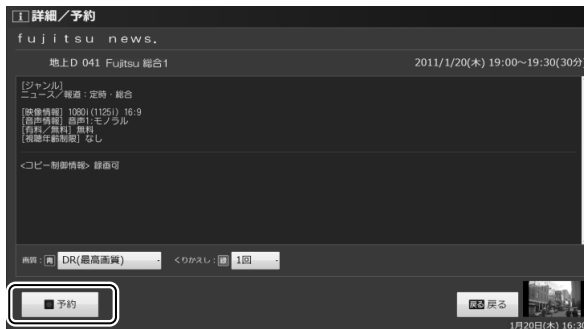 詳細／予約
fujitsu news.
地上D 041 Fujitsu 総合1 2011/1/20(木) 19:00～19:30(30分)
[ジャンル]
ニュース／報道：定時・総合
[映像情報] 1080i(1125i) 16:9
[音声情報] 音声1:モノラル
[有料／無料] 無料
[視聴年齢制限] なし
<コピー制御情報> 録画可
画質：青 DR(最高画質) くりかえし：緑 1回
予約 戻る 戻る
1月20日(木) 16:30